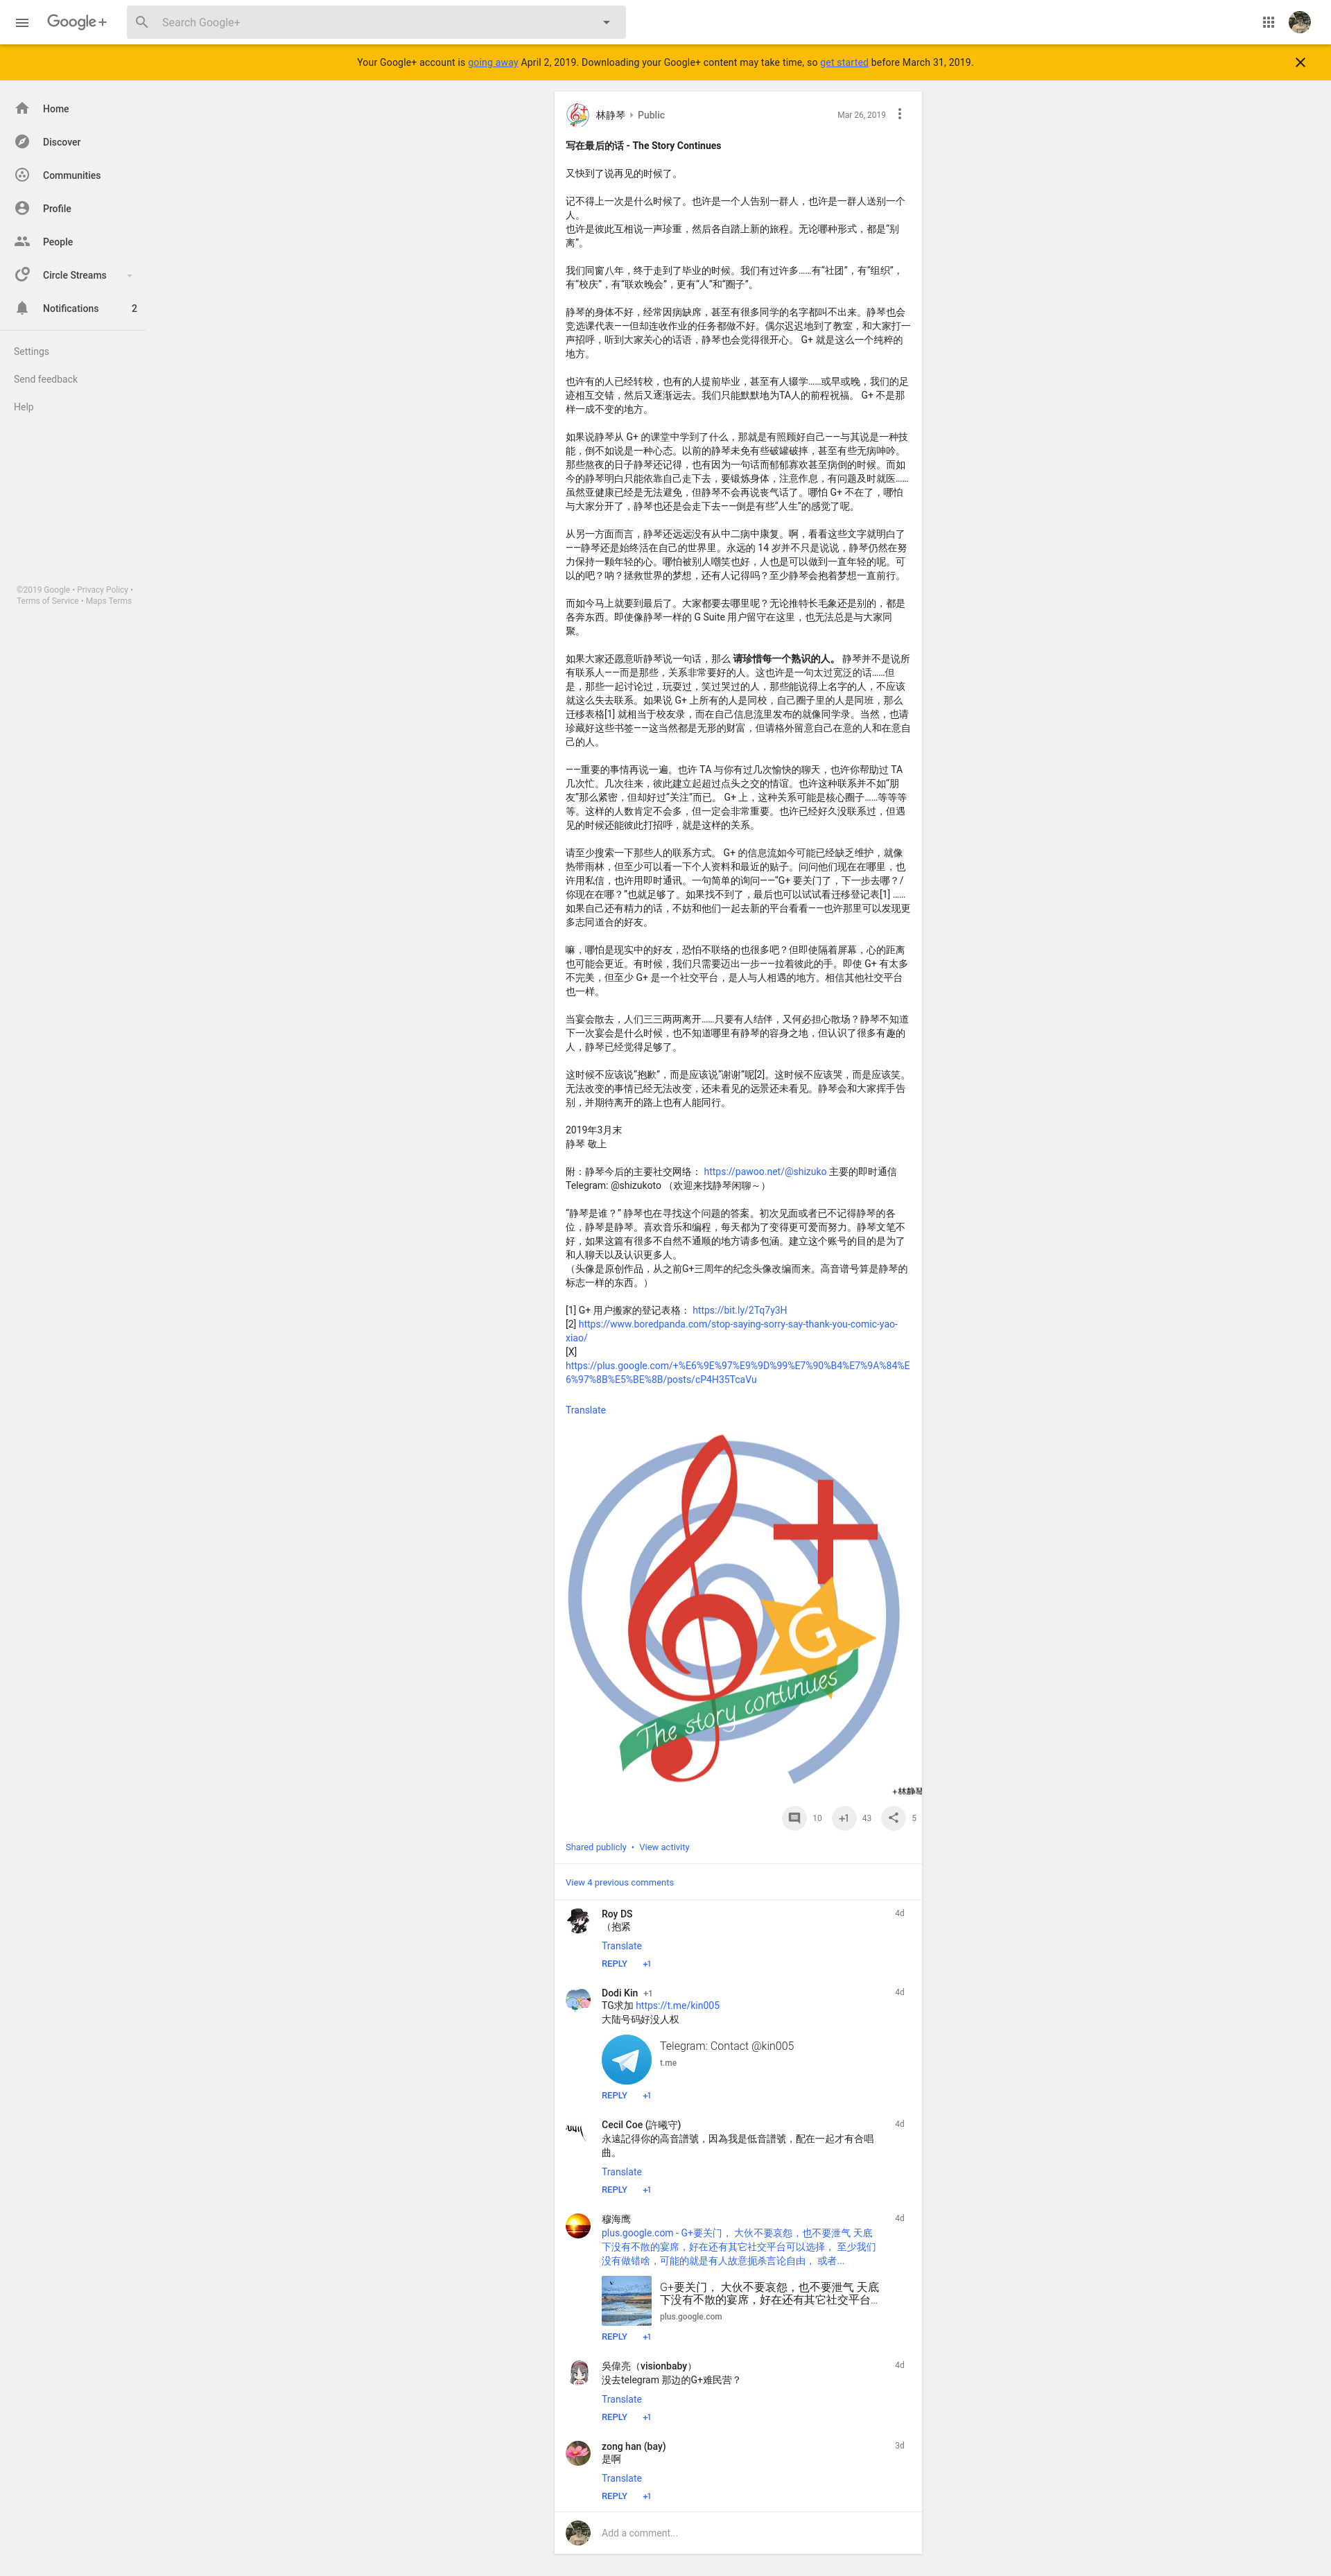 Google+
Search Google+
Your Google+ account is going away April 2, 2019. Downloading your Google+ content may take time, so get started before March 31, 2019.
Home
Discover
Communities
Profile
People
Circle Streams
Notifications 2
Settings
Send feedback
Help
©2019 Google • Privacy Policy •
Terms of Service • Maps Terms
林静琴 Public Mar 26, 2019
写在最后的话 - The Story Continues
又快到了说再见的时候了。
记不得上一次是什么时候了。也许是一个人告别一群人，也许是一群人送别一个
人。
也许是彼此互相说一声珍重，然后各自踏上新的旅程。无论哪种形式，都是“别
离”。
我们同窗八年，终于走到了毕业的时候。我们有过许多……有“社团”，有“组织”，
有“校庆”，有“联欢晚会”，更有“人”和“圈子”。
静琴的身体不好，经常因病缺席，甚至有很多同学的名字都叫不出来。静琴也会
竞选课代表——但却连收作业的任务都做不好。偶尔迟迟地到了教室，和大家打一
声招呼，听到大家关心的话语，静琴也会觉得很开心。 G+ 就是这么一个纯粹的
地方。
也许有的人已经转校，也有的人提前毕业，甚至有人辍学……或早或晚，我们的足
迹相互交错，然后又逐渐远去。我们只能默默地为TA人的前程祝福。 G+ 不是那
样一成不变的地方。
如果说静琴从 G+ 的课堂中学到了什么，那就是有照顾好自己——与其说是一种技
能，倒不如说是一种心态。以前的静琴未免有些破罐破摔，甚至有些无病呻吟。
那些熬夜的日子静琴还记得，也有因为一句话而郁郁寡欢甚至病倒的时候。而如
今的静琴明白只能依靠自己走下去，要锻炼身体，注意作息，有问题及时就医……
虽然亚健康已经是无法避免，但静琴不会再说丧气话了。哪怕 G+ 不在了，哪怕
与大家分开了，静琴也还是会走下去——倒是有些“人生”的感觉了呢。
从另一方面而言，静琴还远远没有从中二病中康复。啊，看看这些文字就明白了
——静琴还是始终活在自己的世界里。永远的 14 岁并不只是说说，静琴仍然在努
力保持一颗年轻的心。哪怕被别人嘲笑也好，人也是可以做到一直年轻的呢。可
以的吧？呐？拯救世界的梦想，还有人记得吗？至少静琴会抱着梦想一直前行。
而如今马上就要到最后了。大家都要去哪里呢？无论推特长毛象还是别的，都是
各奔东西。即使像静琴一样的 G Suite 用户留守在这里，也无法总是与大家同
聚。
如果大家还愿意听静琴说一句话，那么 请珍惜每一个熟识的人。 静琴并不是说所
有联系人——而是那些，关系非常要好的人。这也许是一句太过宽泛的话……但
是，那些一起讨论过，玩耍过，笑过哭过的人，那些能说得上名字的人，不应该
就这么失去联系。如果说 G+ 上所有的人是同校，自己圈子里的人是同班，那么
迁移表格[1] 就相当于校友录，而在自己信息流里发布的就像同学录。当然，也请
珍藏好这些书签——这当然都是无形的财富，但请格外留意自己在意的人和在意自
己的人。
——重要的事情再说一遍。也许 TA 与你有过几次愉快的聊天，也许你帮助过 TA
几次忙。几次往来，彼此建立起超过点头之交的情谊。也许这种联系并不如“朋
友”那么紧密，但却好过“关注”而已。 G+ 上，这种关系可能是核心圈子……等等等
等。这样的人数肯定不会多，但一定会非常重要。也许已经好久没联系过，但遇
见的时候还能彼此打招呼，就是这样的关系。
请至少搜索一下那些人的联系方式。 G+ 的信息流如今可能已经缺乏维护，就像
热带雨林，但至少可以看一下个人资料和最近的贴子。问问他们现在在哪里，也
许用私信，也许用即时通讯。一句简单的询问——“G+ 要关门了，下一步去哪？/
你现在在哪？”也就足够了。如果找不到了，最后也可以试试看迁移登记表[1] ……
如果自己还有精力的话，不妨和他们一起去新的平台看看——也许那里可以发现更
多志同道合的好友。
嘛，哪怕是现实中的好友，恐怕不联络的也很多吧？但即使隔着屏幕，心的距离
也可能会更近。有时候，我们只需要迈出一步——拉着彼此的手。即使 G+ 有太多
不完美，但至少 G+ 是一个社交平台，是人与人相遇的地方。相信其他社交平台
也一样。
当宴会散去，人们三三两两离开……只要有人结伴，又何必担心散场？静琴不知道
下一次宴会是什么时候，也不知道哪里有静琴的容身之地，但认识了很多有趣的
人，静琴已经觉得足够了。
这时候不应该说“抱歉”，而是应该说“谢谢”呢[2]。这时候不应该哭，而是应该笑。
无法改变的事情已经无法改变，还未看见的远景还未看见。静琴会和大家挥手告
别，并期待离开的路上也有人能同行。
2019年3月末
静琴 敬上
附：静琴今后的主要社交网络： https://pawoo.net/@shizuko 主要的即时通信
Telegram: @shizukoto （欢迎来找静琴闲聊～）
“静琴是谁？” 静琴也在寻找这个问题的答案。初次见面或者已不记得静琴的各
位，静琴是静琴。喜欢音乐和编程，每天都为了变得更可爱而努力。静琴文笔不
好，如果这篇有很多不自然不通顺的地方请多包涵。建立这个账号的目的是为了
和人聊天以及认识更多人。
（头像是原创作品，从之前G+三周年的纪念头像改编而来。高音谱号算是静琴的
标志一样的东西。）
[1] G+ 用户搬家的登记表格： https://bit.ly/2Tq7y3H
[2] https://www.boredpanda.com/stop-saying-sorry-say-thank-you-comic-yao-
xiao/
[X]
https://plus.google.com/+%E6%9E%97%E9%9D%99%E7%90%B4%E7%9A%84%E
6%97%8B%E5%BE%8B/posts/cP4H35TcaVu
Translate
G
The story continues
+林静琴
10 +1 43 5
Shared publicly • View activity
View 4 previous comments
Roy DS 4d
（抱紧
Translate
REPLY +1
Dodi Kin +1 4d
TG求加 https://t.me/kin005
大陆号码好没人权
Telegram: Contact @kin005
t.me
REPLY +1
Cecil Coe (許曦守) 4d
永遠記得你的高音譜號，因為我是低音譜號，配在一起才有合唱
曲。
Translate
REPLY +1
穆海鹰 4d
plus.google.com - G+要关门， 大伙不要哀怨，也不要泄气 天底
下没有不散的宴席，好在还有其它社交平台可以选择， 至少我们
没有做错啥，可能的就是有人故意扼杀言论自由， 或者...
G+要关门， 大伙不要哀怨，也不要泄气 天底
下没有不散的宴席，好在还有其它社交平台...
plus.google.com
REPLY +1
吳偉亮（visionbaby） 4d
没去telegram 那边的G+难民营？
Translate
REPLY +1
zong han (bay) 3d
是啊
Translate
REPLY +1
Add a comment...